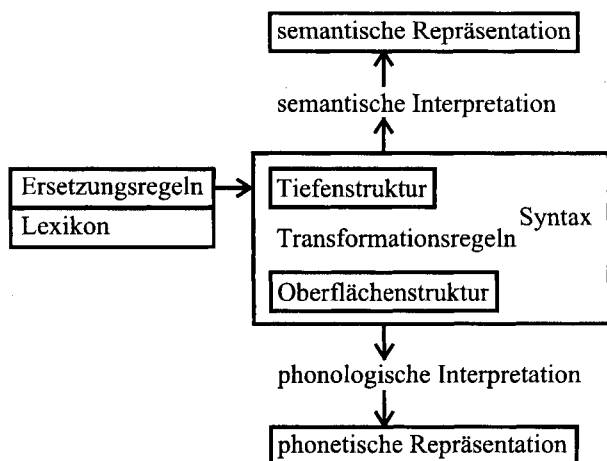 semantische Repräsentation
semantische Interpretation
Ersetzungsregeln
Lexikon
Tiefenstruktur
Transformationsregeln
Syntax
Oberflächenstruktur
phonologische Interpretation
phonetische Repräsentation